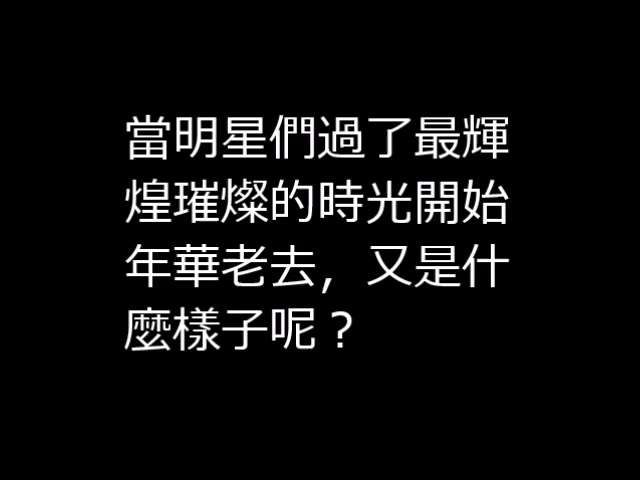 當明星們過了最輝
煌璀燦的時光開始
年華老去，又是什
麼樣子呢？